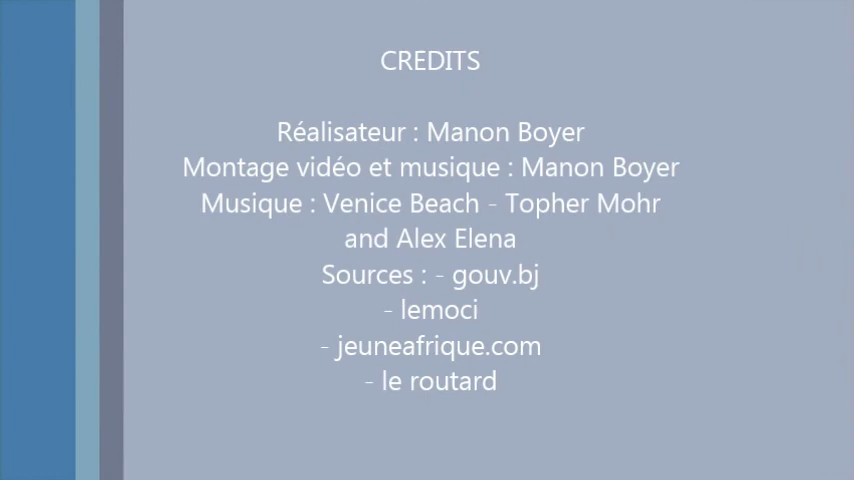 CREDITS
Réalisateur : Manon Boyer
Montage vidéo et musique : Manon Boyer
Musique : Venice Beach - Topher Mohr
and Alex Elena
Sources : - gouv.bj
- lemoci
- jeuneafrique.com
- le routard